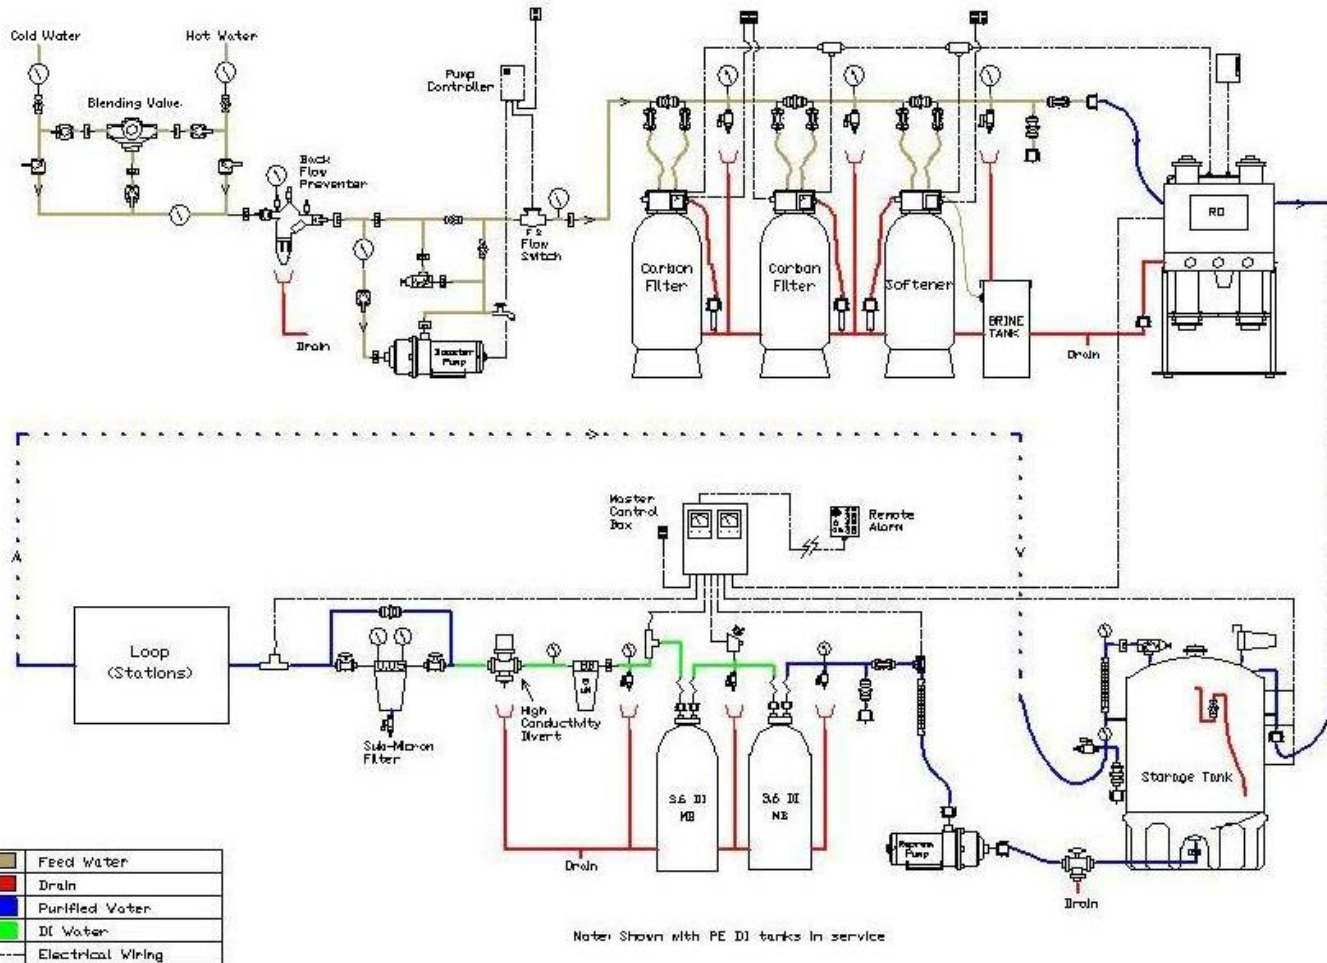 Cold Water
Hot Water
Blending Valve
Pump
Controller
Back
Flow
Preventer
FS
Flow
Switch
Drain
Booster
Pump
Carbon
Filter
Carbon
Filter
Softener
BRINE
TANK
Drain
RO
Master
Control
Box
Remote
Alarm
Loop
(Stations)
Sub-Micron
Filter
High
Conductivity
Divert
3.6 DI
MB
3.6 DI
MB
Drain
Repress
Pump
Drain
Storage Tank
Feed Water
Drain
Purified Water
DI Water
Electrical Wiring
Note: Shown with PE DI tanks in service